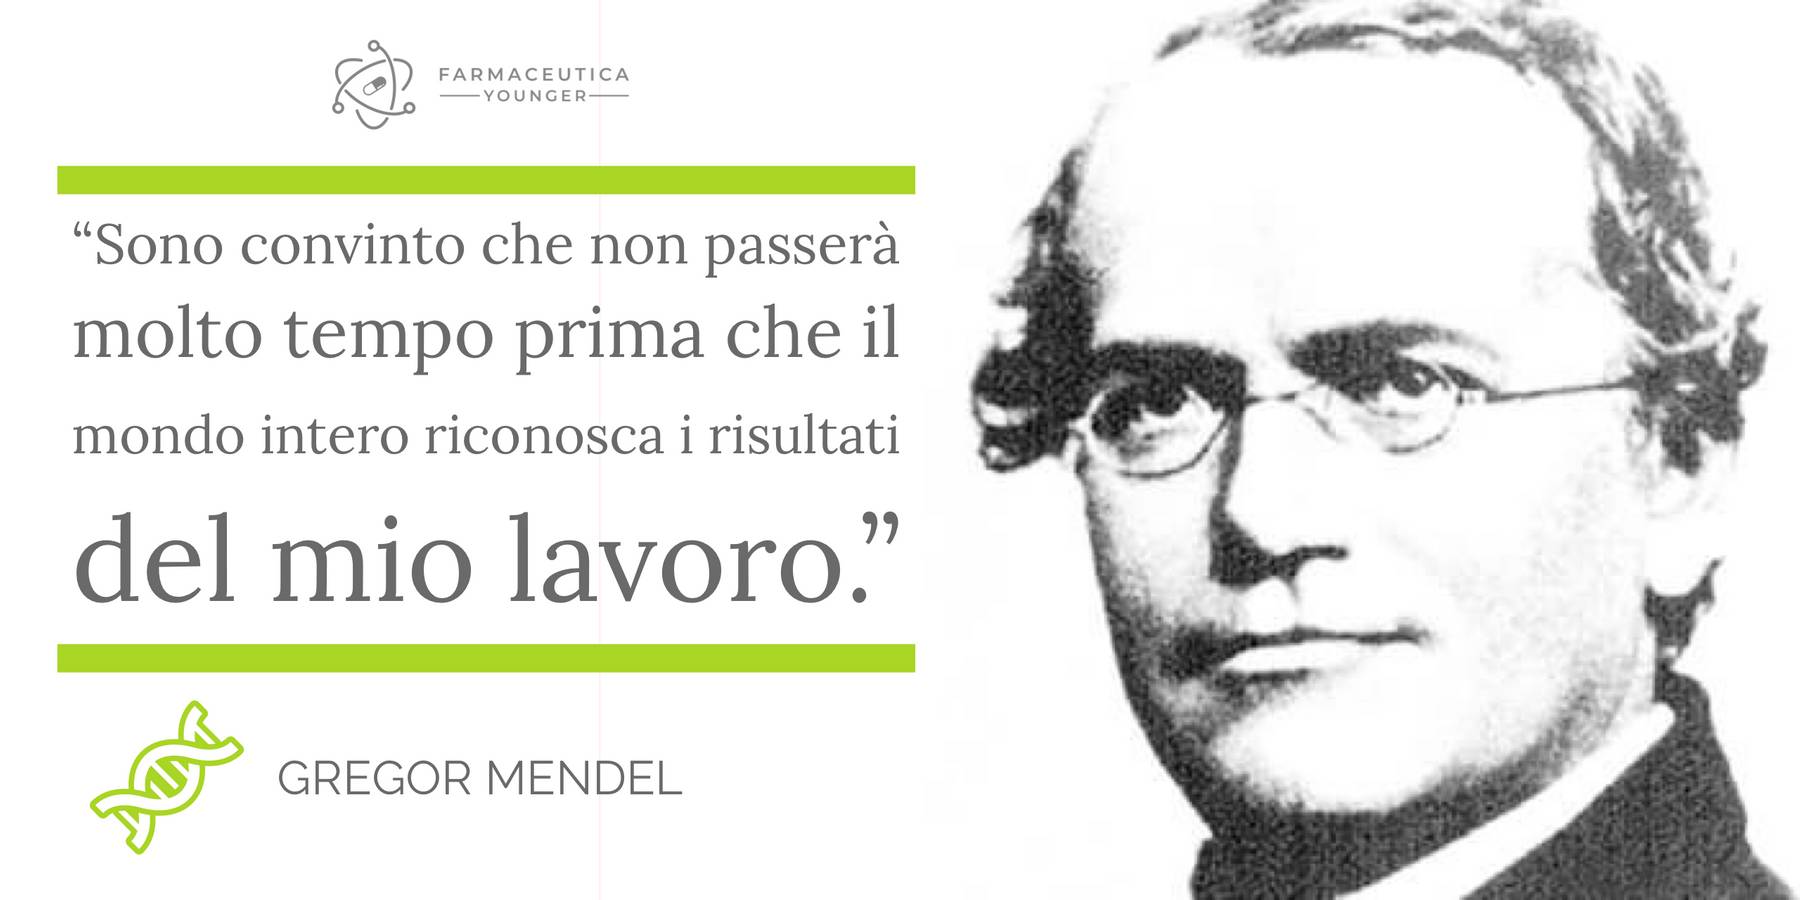 FARMACEUTICA
YOUNGER
“Sono convinto che non passerà
molto tempo prima che il
mondo intero riconosca i risultati
del mio lavoro.”
GREGOR MENDEL